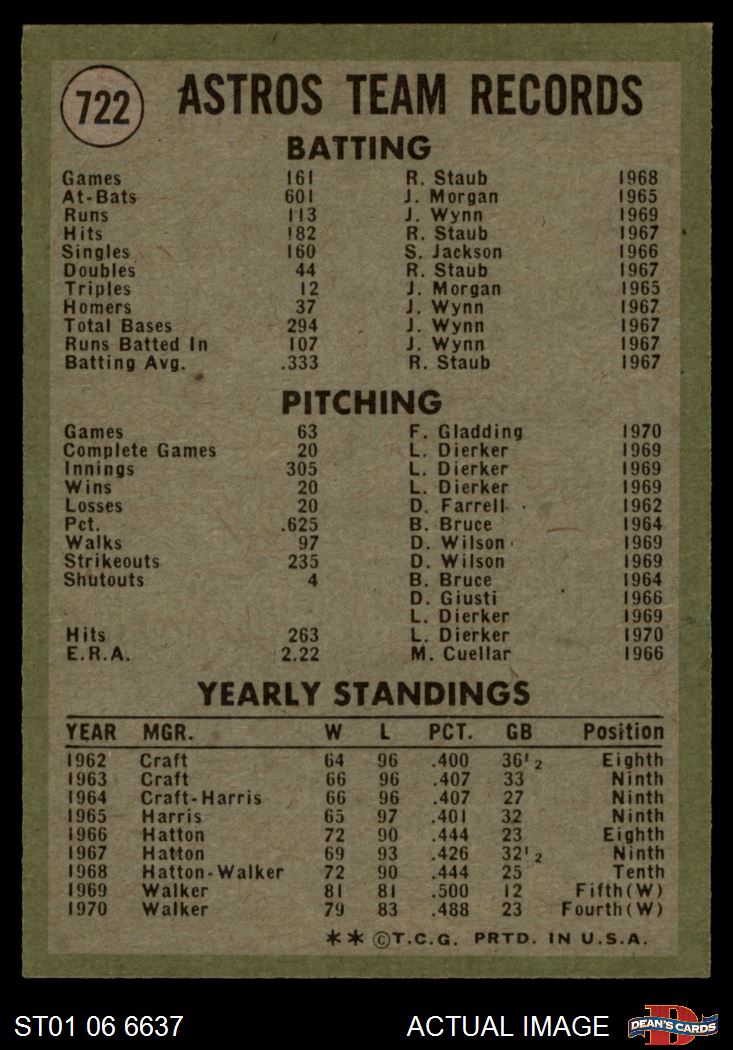 722 ASTROS TEAM RECORDS
BATTING
Games 161 R. Staub 1968
At-Bats 601 J. Morgan 1965
Runs 113 J. Wynn 1969
Hits 182 R. Staub 1967
Singles 160 S. Jackson 1966
Doubles 44 R. Staub 1967
Triples 12 J. Morgan 1965
Homers 37 J. Wynn 1967
Total Bases 294 J. Wynn 1967
Runs Batted In 107 J. Wynn 1967
Batting Avg. .333 R. Staub 1967
PITCHING
Games 63 F. Gladding 1970
Complete Games 20 L. Dierker 1969
Innings 305 L. Dierker 1969
Wins 20 L. Dierker 1969
Losses 20 D. Farrell 1962
Pct. .625 B. Bruce 1964
Walks 97 D. Wilson 1969
Strikeouts 235 D. Wilson 1969
Shutouts 4 B. Bruce 1964
D. Giusti 1966
L. Dierker 1969
Hits 263 L. Dierker 1970
E.R.A. 2.22 M. Cuellar 1966
YEARLY STANDINGS
YEAR MGR. W L PCT. GB Position
1962 Craft 64 96 .400 36½ Eighth
1963 Craft 66 96 .407 33 Ninth
1964 Craft-Harris 66 96 .407 27 Ninth
1965 Harris 65 97 .401 32 Ninth
1966 Hatton 72 90 .444 23 Eighth
1967 Hatton 69 93 .426 32½ Ninth
1968 Hatton-Walker 72 90 .444 25 Tenth
1969 Walker 81 81 .500 12 Fifth(W)
1970 Walker 79 83 .488 23 Fourth(W)
** ©T.C.G. PRTD. IN U.S.A.
ST01 06 6637 ACTUAL IMAGE D DEAN'S CARDS